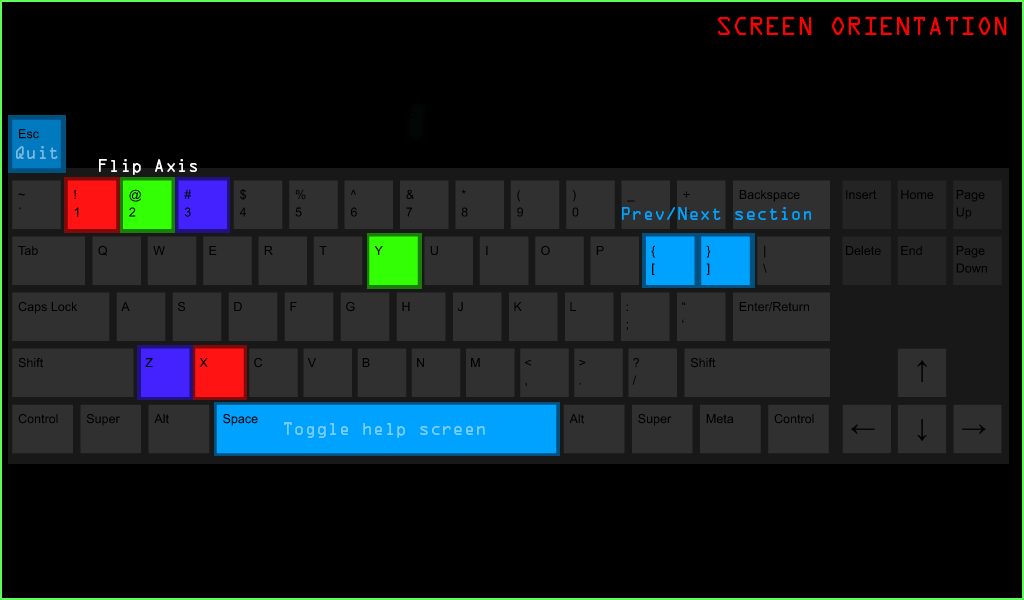 SCREEN ORIENTATION
Esc
Quit
Flip Axis
~ ! @ # $ % ^ & * ( ) _ + Backspace Insert Home Page Up
` 1 2 3 4 5 6 7 8 9 0
Prev/Next section
Tab Q W E R T Y U I O P { } | Delete End Page Down
[ ] \
Caps Lock A S D F G H J K L : " Enter/Return
; '
Shift Z X C V B N M < > ? Shift ↑
, . /
Control Super Alt Space Alt Super Meta Control ← ↓ →
Toggle help screen